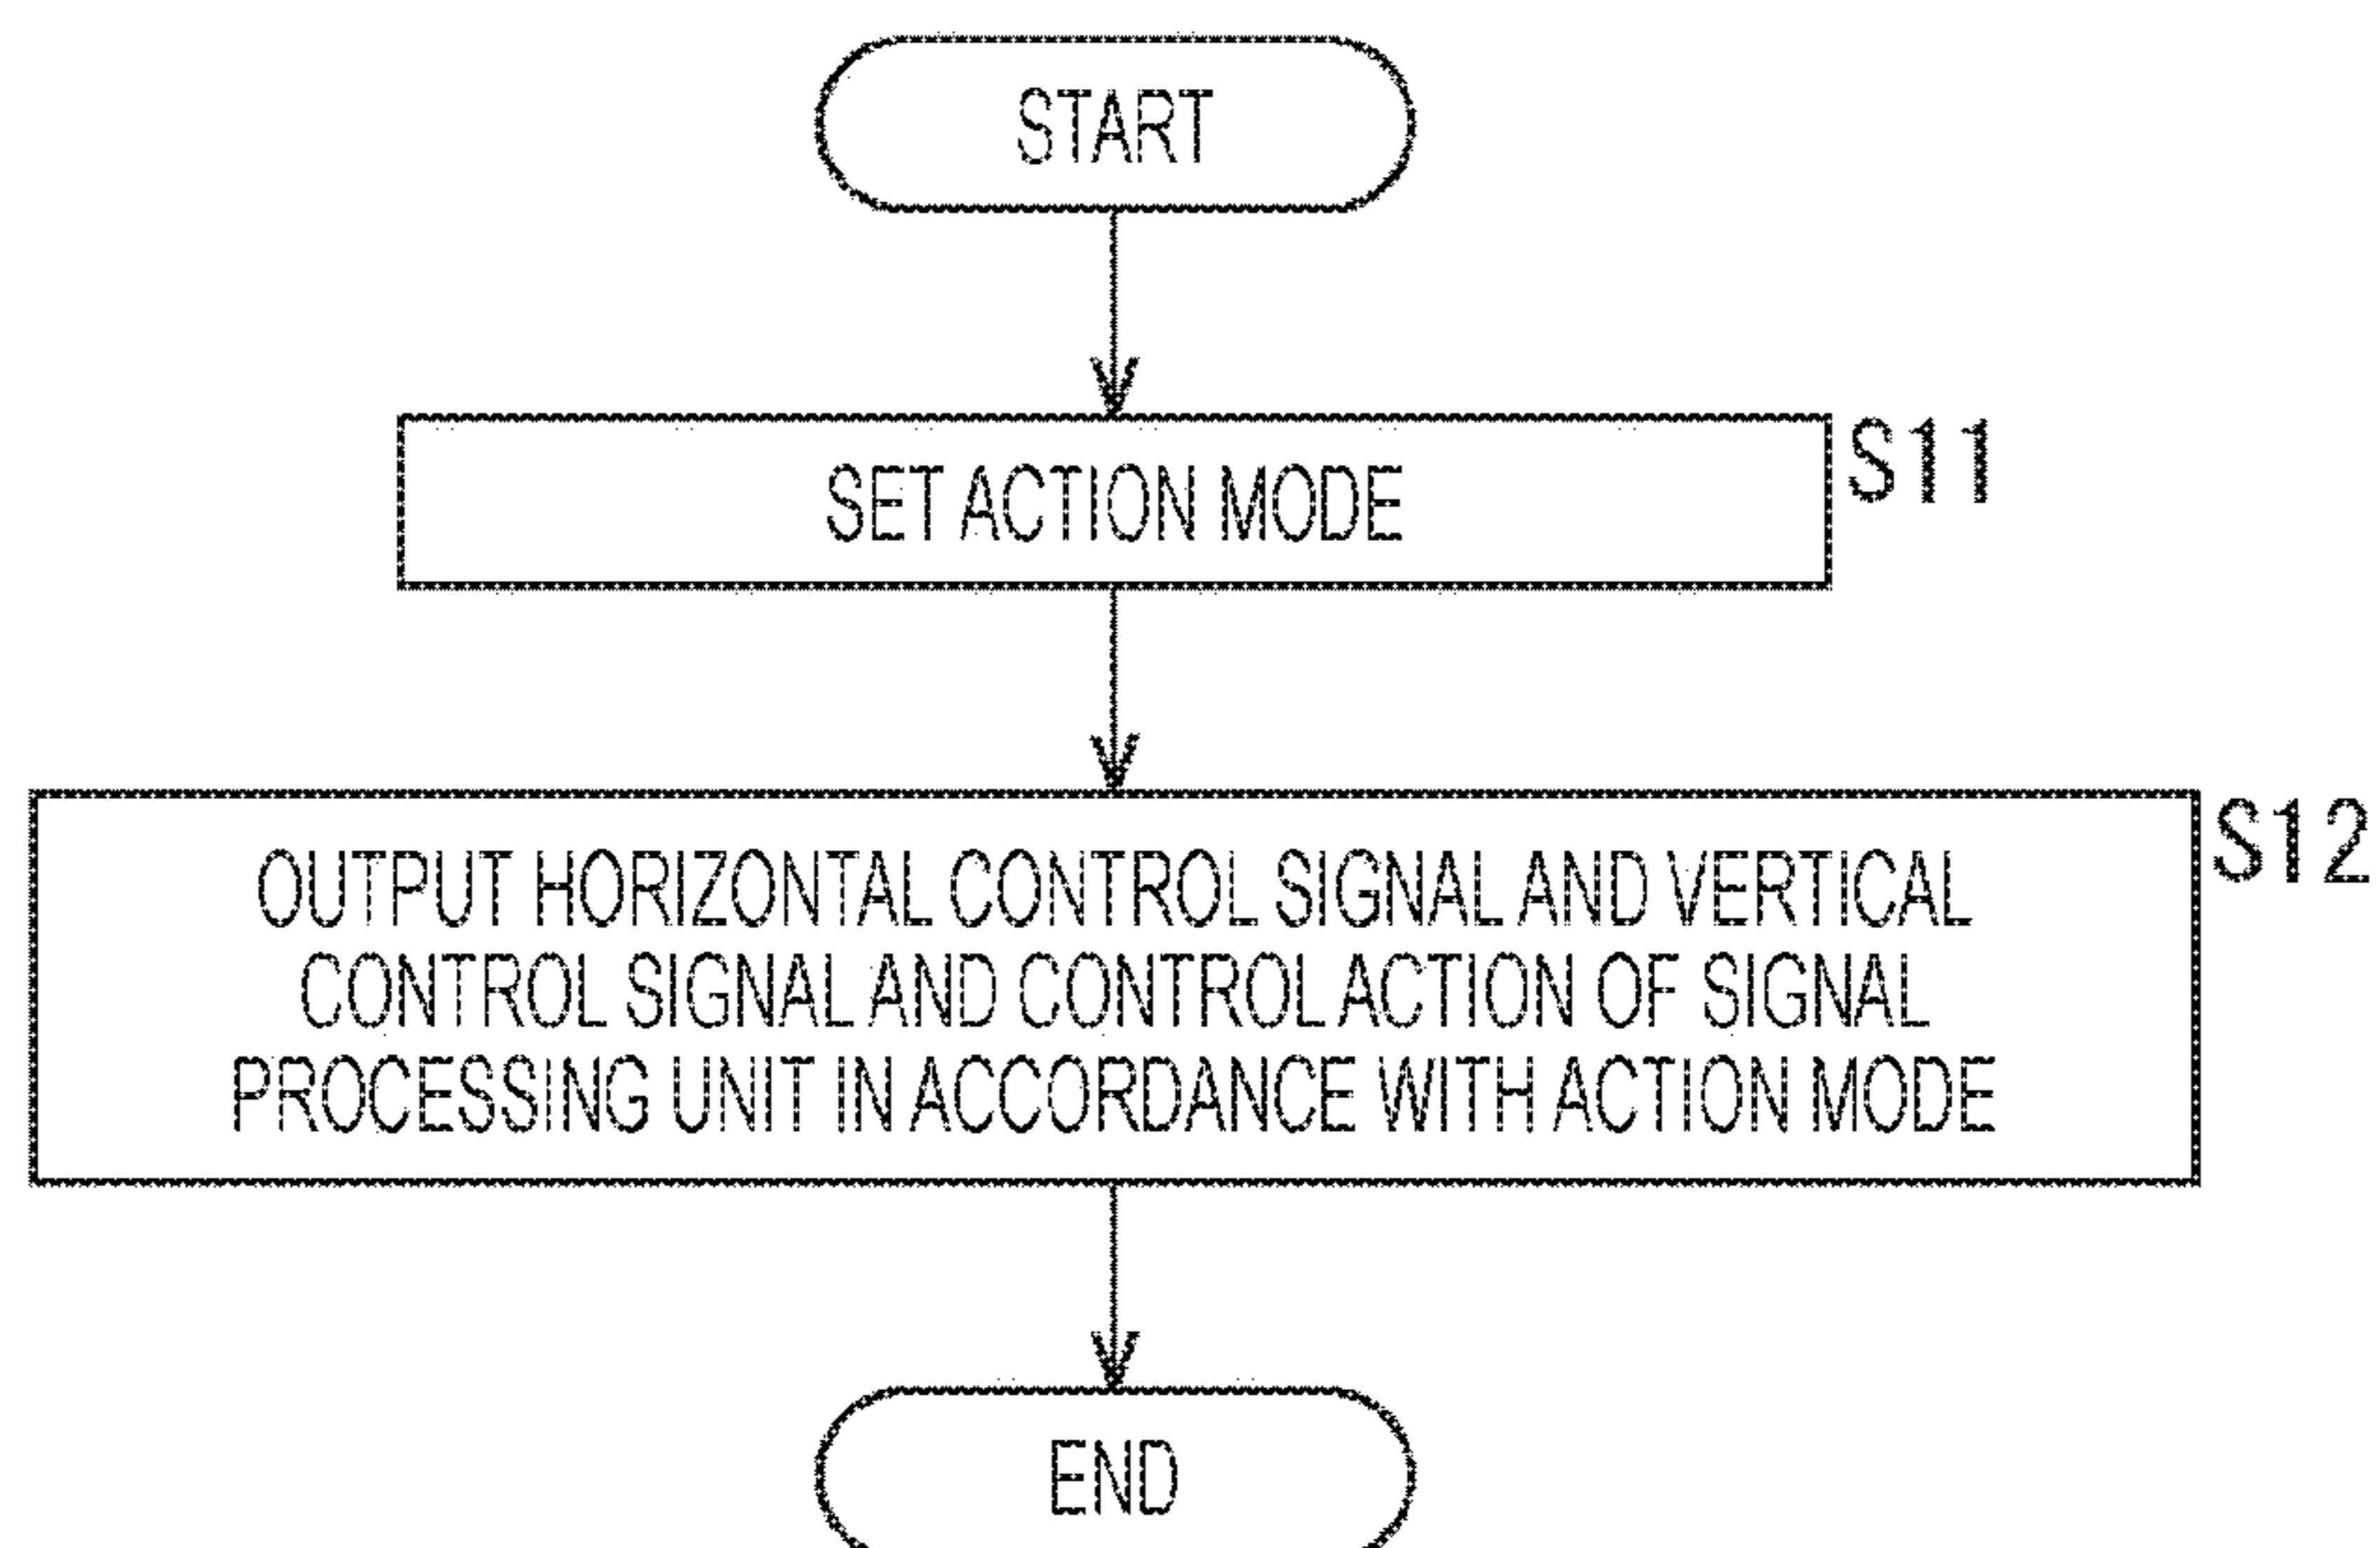 START
SET ACTION MODE
S11
OUTPUT HORIZONTAL CONTROL SIGNAL AND VERTICAL
CONTROL SIGNAL AND CONTROL ACTION OF SIGNAL
PROCESSING UNIT IN ACCORDANCE WITH ACTION MODE
S12
END